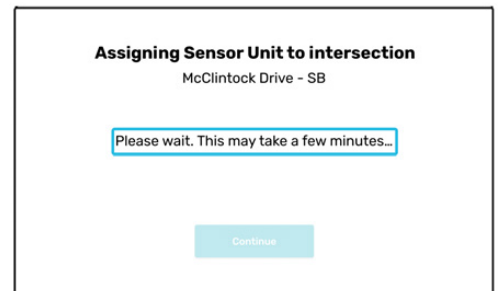 Assigning Sensor Unit to intersection
McClintock Drive - SB
Please wait. This may take a few minutes...
Continue